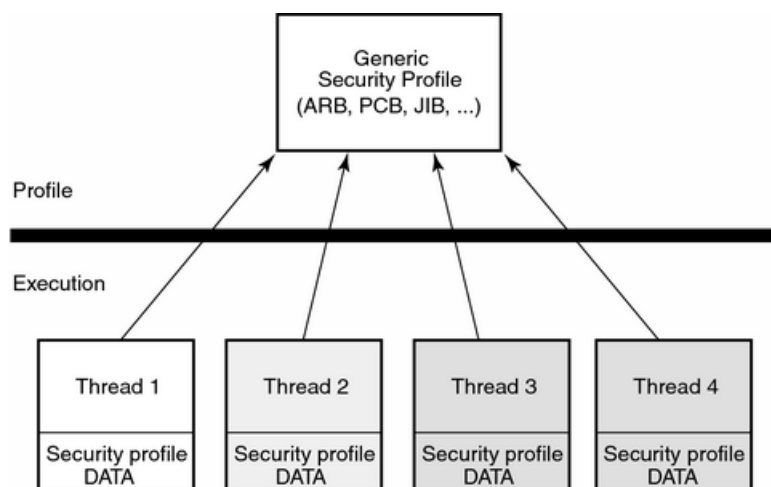 Generic
Security Profile
(ARB, PCB, JIB, ...)
Profile
Execution
Thread 1
Thread 2
Thread 3
Thread 4
Security profile
DATA
Security profile
DATA
Security profile
DATA
Security profile
DATA